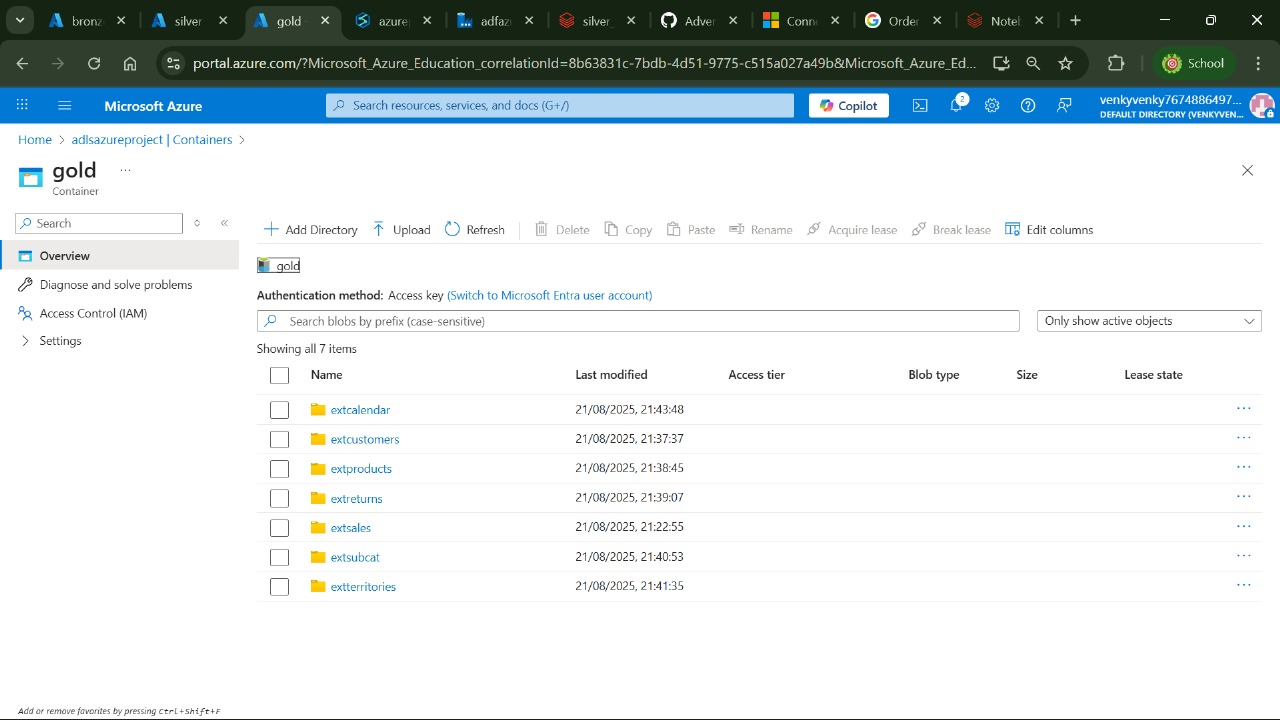 bronz
silver
gold
azure
adfaz
silver_
Adver
Conne
Order
Noteb
portal.azure.com/?Microsoft_Azure_Education_correlationId=8b63831c-7bdb-4d51-9775-c515a027a49b&Microsoft_Azure_Ed...
School
Microsoft Azure
Search resources, services, and docs (G+/)
Copilot
2
venkyvenky7674886497...
DEFAULT DIRECTORY (VENKYVEN...
Home > adlsazureproject | Containers >
gold ...
Container
Search
Overview
Diagnose and solve problems
Access Control (IAM)
Settings
Add Directory Upload Refresh Delete Copy Paste Rename Acquire lease Break lease Edit columns
gold
Authentication method: Access key (Switch to Microsoft Entra user account)
Search blobs by prefix (case-sensitive)
Only show active objects
Showing all 7 items
Name Last modified Access tier Blob type Size Lease state
extcalendar 21/08/2025, 21:43:48
extcustomers 21/08/2025, 21:37:37
extproducts 21/08/2025, 21:38:45
extreturns 21/08/2025, 21:39:07
extsales 21/08/2025, 21:22:55
extsubcat 21/08/2025, 21:40:53
extterritories 21/08/2025, 21:41:35
Add or remove favorites by pressing Ctrl+Shift+F